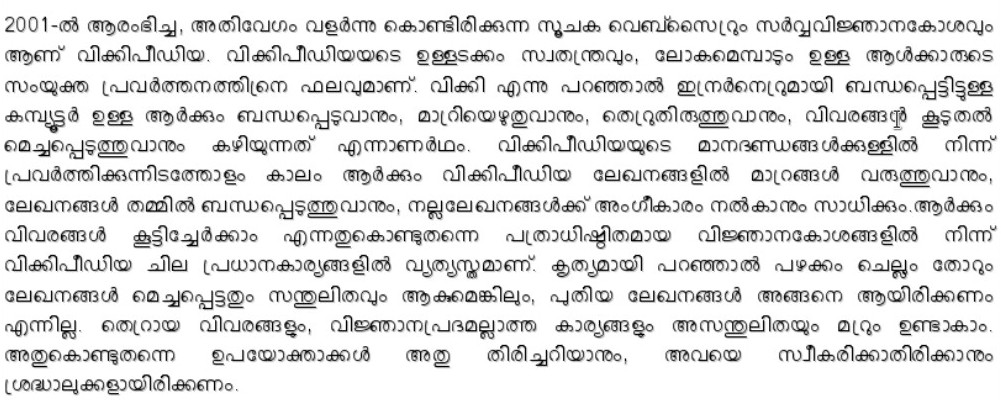 2001-ൽ ആരംഭിച്ച, അതിവേഗം വളർന്നു കൊണ്ടിരിക്കുന്ന സൂചക വെബ്സൈറ്റും സർവ്വവിജ്ഞാനകോശവും
ആണ് വിക്കിപീഡിയ. വിക്കിപീഡിയയടെ ഉള്ളടക്കം സ്വതന്ത്രവും, ലോകമെമ്പാടും ഉള്ള ആൾക്കാരുടെ
സംയുക്ത പ്രവർത്തനത്തിന്റെ ഫലവുമാണ്. വിക്കി എന്നു പറഞ്ഞാൽ ഇന്റർനെറ്റുമായി ബന്ധപ്പെട്ടിട്ടുള്ള
കമ്പ്യൂട്ടർ ഉള്ള ആർക്കും ബന്ധപ്പെടുവാനും, മാറ്റിയെഴുതുവാനും, തെറ്റുതിരുത്തുവാനും, വിവരങ്ങൾ കൂടുതൽ
മെച്ചപ്പെടുത്തുവാനും കഴിയുന്നത് എന്നാണർഥം. വിക്കിപീഡിയയുടെ മാനദണ്ഡങ്ങൾക്കുള്ളിൽ നിന്ന്
പ്രവർത്തിക്കുന്നിടത്തോളം കാലം ആർക്കും വിക്കിപീഡിയ ലേഖനങ്ങളിൽ മാറ്റങ്ങൾ വരുത്തുവാനും,
ലേഖനങ്ങൾ തമ്മിൽ ബന്ധപ്പെടുത്തുവാനും, നല്ലലേഖനങ്ങൾക്ക് അംഗീകാരം നൽകാനും സാധിക്കും.ആർക്കും
വിവരങ്ങൾ കൂട്ടിച്ചേർക്കാം എന്നതുകൊണ്ടുതന്നെ പത്രാധിഷ്ഠിതമായ വിജ്ഞാനകോശങ്ങളിൽ നിന്ന്
വിക്കിപീഡിയ ചില പ്രധാനകാര്യങ്ങളിൽ വ്യത്യസ്തമാണ്. കൃത്യമായി പറഞ്ഞാൽ പഴക്കം ചെല്ലും തോറും
ലേഖനങ്ങൾ മെച്ചപ്പെട്ടതും സന്തുലിതവും ആകുമെങ്കിലും, പുതിയ ലേഖനങ്ങൾ അങ്ങനെ ആയിരിക്കണം
എന്നില്ല. തെറ്റായ വിവരങ്ങളും, വിജ്ഞാനപ്രദമല്ലാത്ത കാര്യങ്ങളും അസന്തുലിതയും മറ്റും ഉണ്ടാകാം.
അതുകൊണ്ടുതന്നെ ഉപയോക്താക്കൾ അതു തിരിച്ചറിയാനും, അവയെ സ്വീകരിക്കാതിരിക്കാനും
ശ്രദ്ധാലുക്കളായിരിക്കണം.